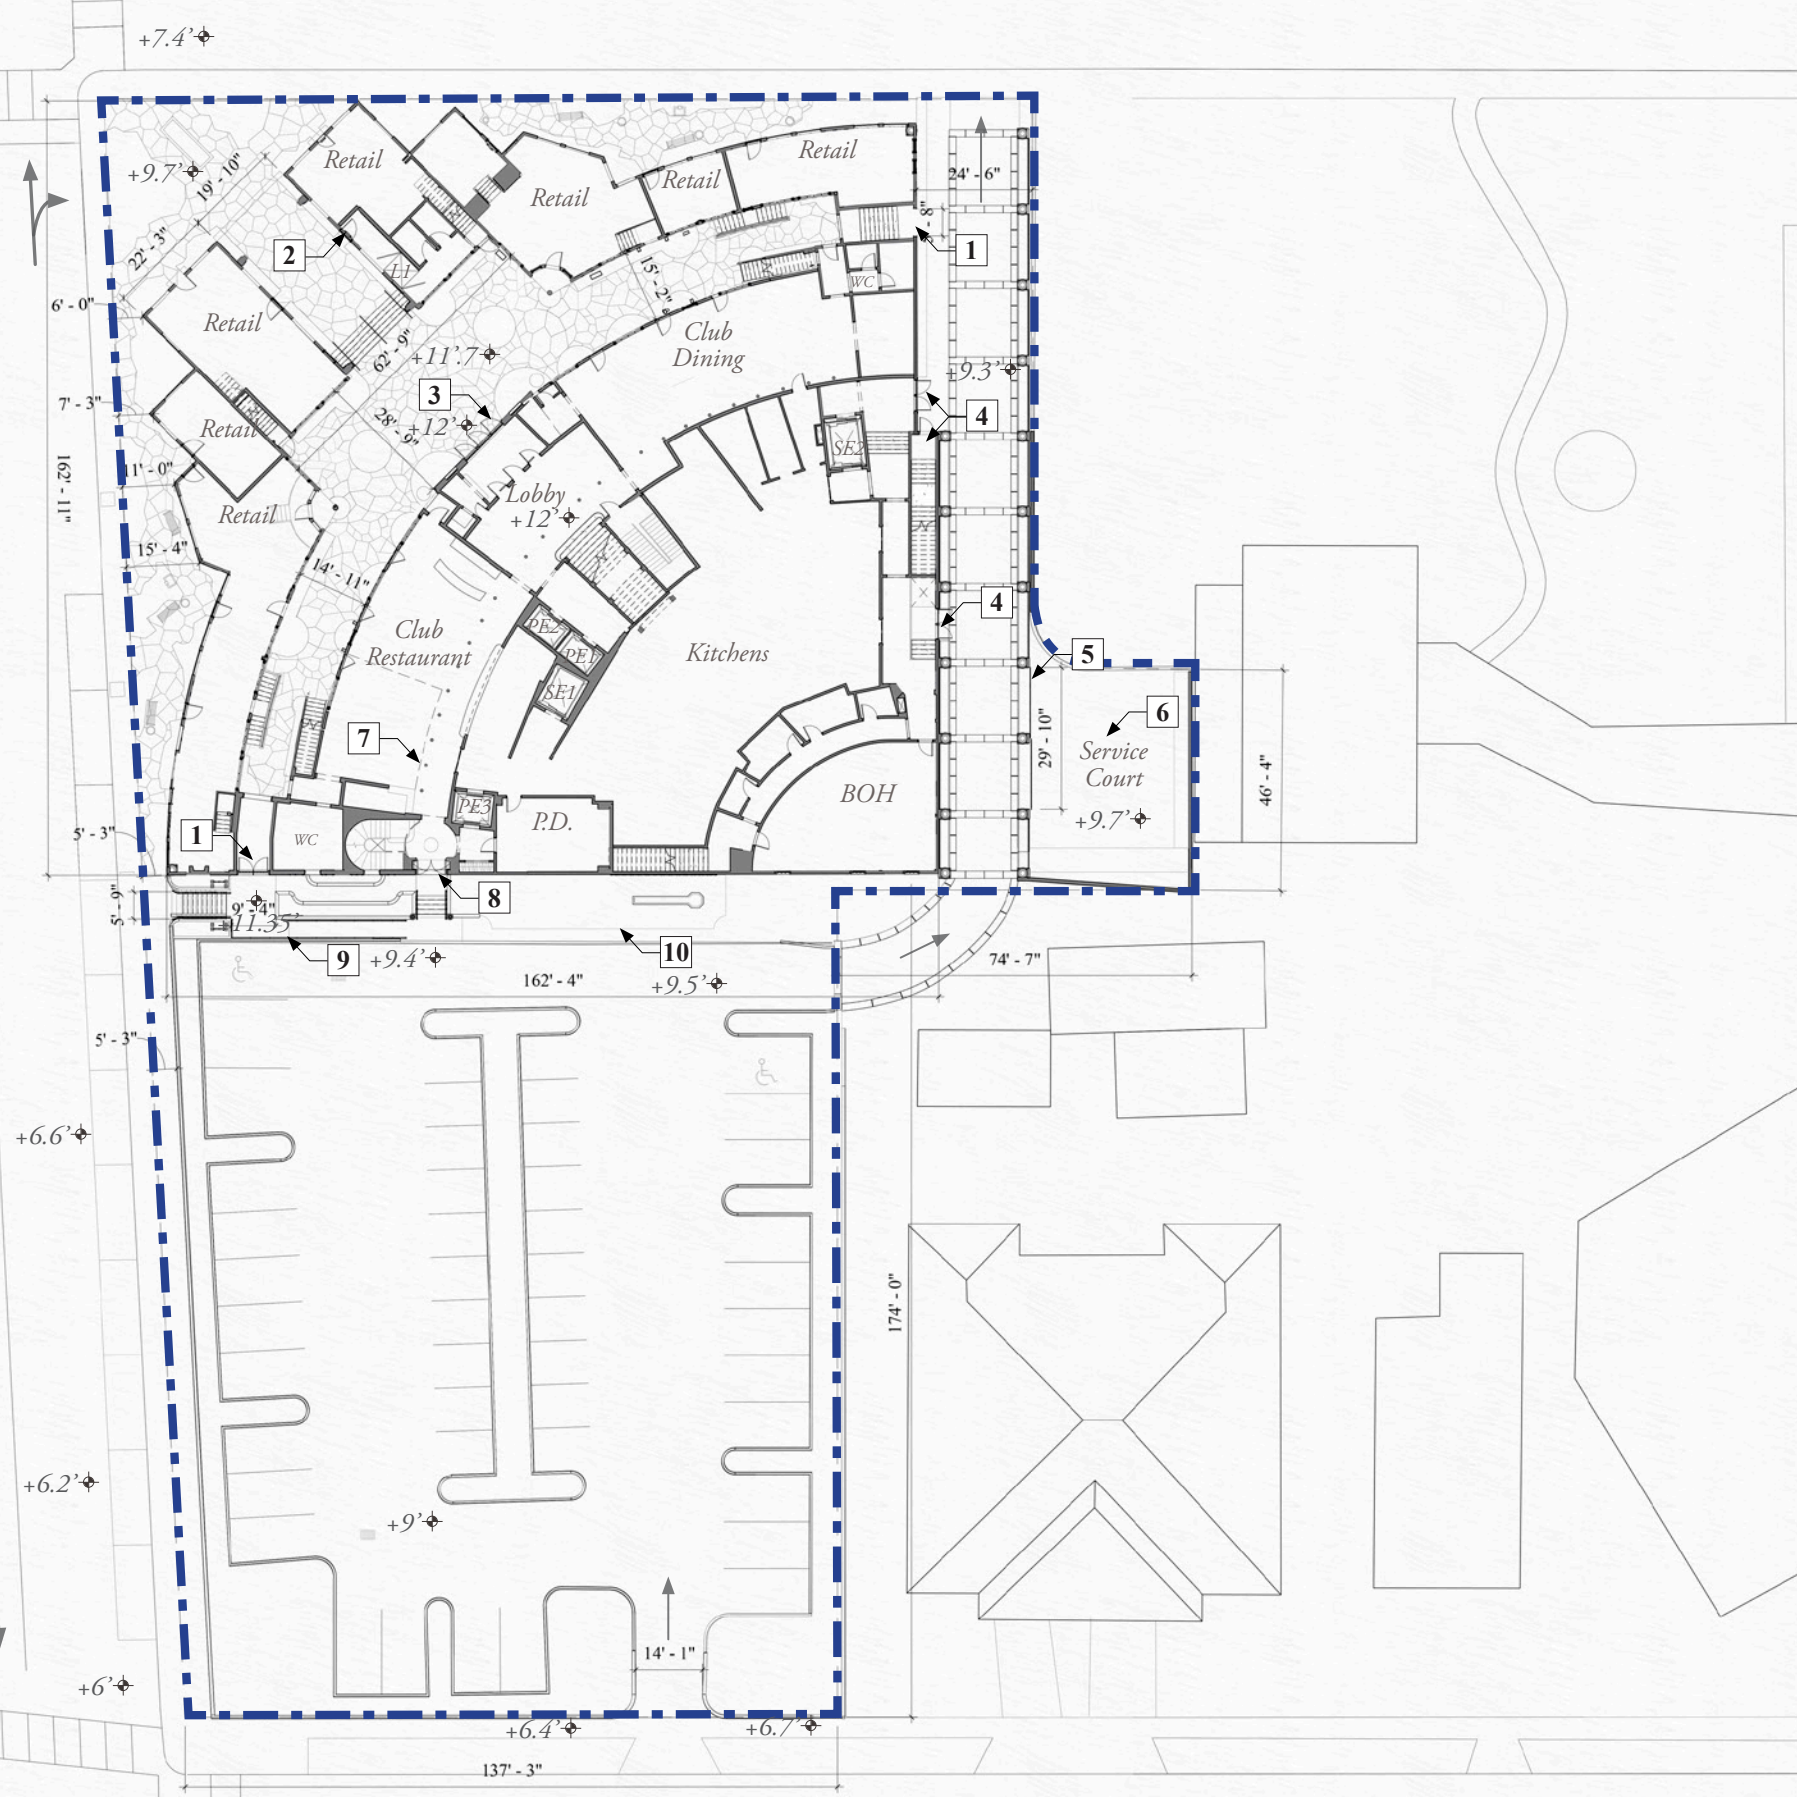 +7.4'
+9.7'
19' - 10"
22' - 3"
6' - 0"
Retail
Retail
Retail
Retail
24' - 6"
2
L1
1
WC
15' - 2"
Retail
62' - 9"
+11'.7
Club
Dining
+9.3'
7' - 3"
3
28' - 9"
+12'
4
Retail
SE2
11' - 0"
162' - 11"
Retail
Lobby
+12'
15' - 4"
14' - 11"
4
Club
Restaurant
PE2
PE1
SE1
Kitchens
5
6
7
29' - 10"
Service
Court
46' - 4"
+9.7'
BOH
PE3
P.D.
5' - 3"
1
WC
8
5' - 9"
9' - 4"
+11.35'
9
+9.4'
10
162' - 4"
+9.5'
74' - 7"
5' - 3"
+6.6'
174' - 0"
+6.2'
+9'
14' - 1"
+6'
+6.4'
+6.7'
137' - 3"